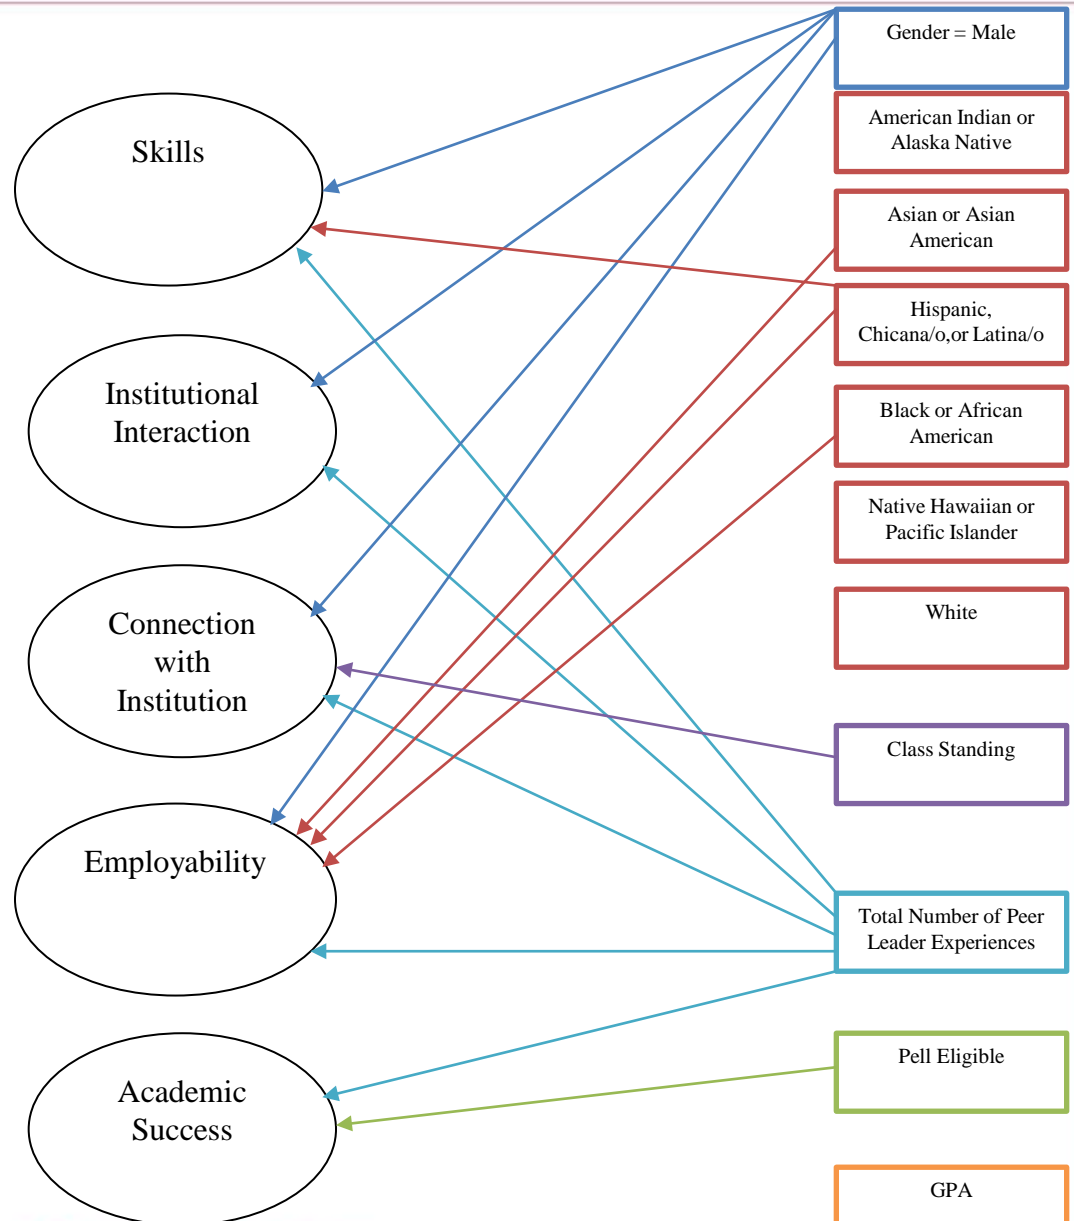 Skills
Institutional
Interaction
Connection
with
Institution
Employability
Academic
Success
Gender = Male
American Indian or
Alaska Native
Asian or Asian
American
Hispanic,
Chicana/o,or Latina/o
Black or African
American
Native Hawaiian or
Pacific Islander
White
Class Standing
Total Number of Peer
Leader Experiences
Pell Eligible
GPA